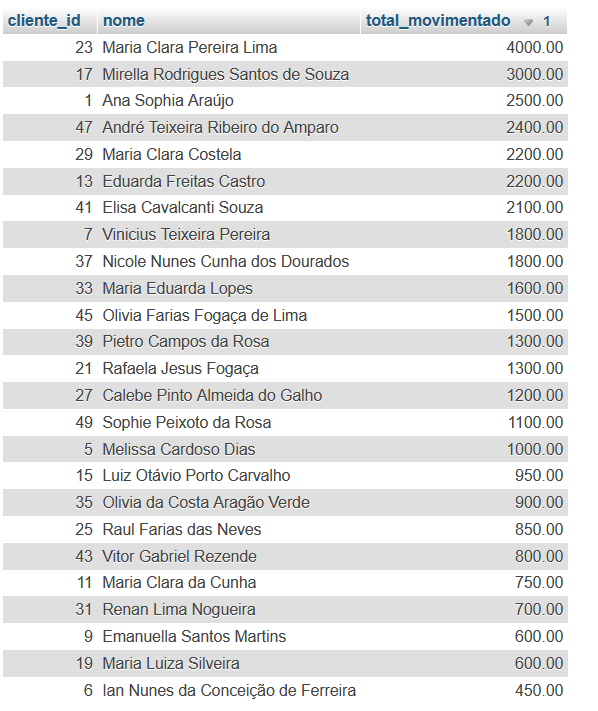 cliente_id nome total_movimentado 1
23 Maria Clara Pereira Lima 4000.00
17 Mirella Rodrigues Santos de Souza 3000.00
1 Ana Sophia Araújo 2500.00
47 André Teixeira Ribeiro do Amparo 2400.00
29 Maria Clara Costela 2200.00
13 Eduarda Freitas Castro 2200.00
41 Elisa Cavalcanti Souza 2100.00
7 Vinicius Teixeira Pereira 1800.00
37 Nicole Nunes Cunha dos Dourados 1800.00
33 Maria Eduarda Lopes 1600.00
45 Olivia Farias Fogaça de Lima 1500.00
39 Pietro Campos da Rosa 1300.00
21 Rafaela Jesus Fogaça 1300.00
27 Calebe Pinto Almeida do Galho 1200.00
49 Sophie Peixoto da Rosa 1100.00
5 Melissa Cardoso Dias 1000.00
15 Luiz Otávio Porto Carvalho 950.00
35 Olivia da Costa Aragão Verde 900.00
25 Raul Farias das Neves 850.00
43 Vitor Gabriel Rezende 800.00
11 Maria Clara da Cunha 750.00
31 Renan Lima Nogueira 700.00
9 Emanuella Santos Martins 600.00
19 Maria Luiza Silveira 600.00
6 Ian Nunes da Conceição de Ferreira 450.00